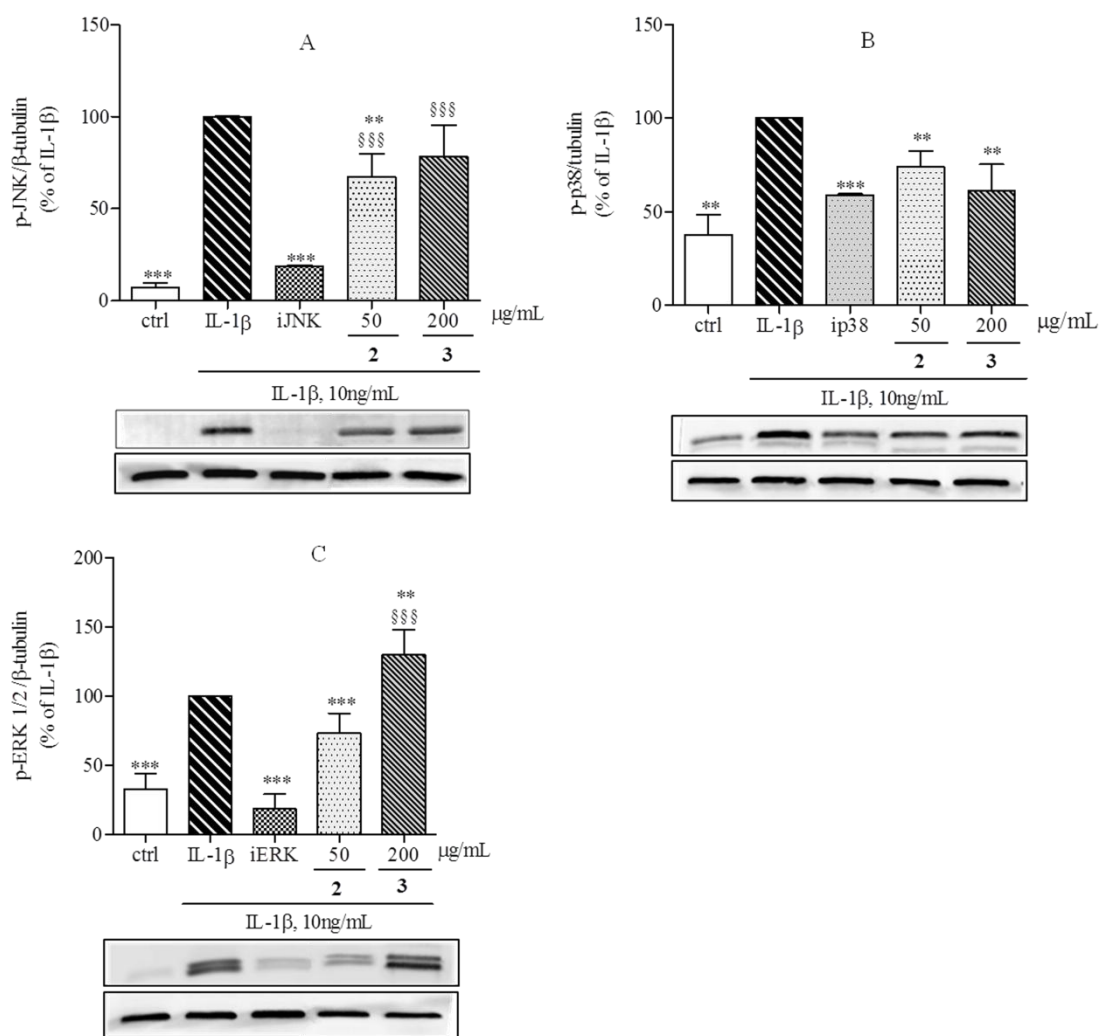 A
p-JNK/β-tubulin
(% of IL-1β)
150
100
50
0
***
**
§§§
§§§
ctrl IL-1β iJNK 50 200 μg/mL
2 3
IL-1β, 10ng/mL
B
p-p38/tubulin
(% of IL-1β)
150
100
50
0
**
***
**
**
ctrl IL-1β ip38 50 200 μg/mL
2 3
IL-1β, 10ng/mL
C
p-ERK 1/2/β-tubulin
(% of IL-1β)
200
150
100
50
0
***
***
***
**
§§§
ctrl IL-1β iERK 50 200 μg/mL
2 3
IL-1β, 10ng/mL